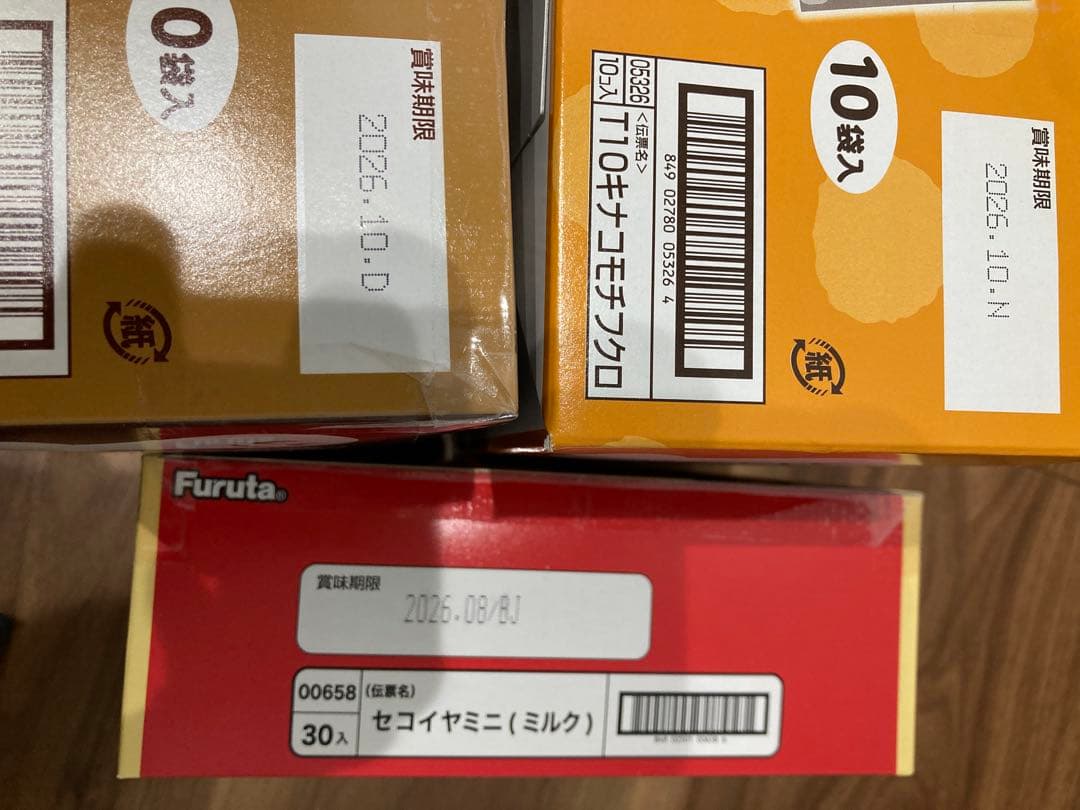 0袋入
賞味期限
2026.10.D
紙
10袋入
賞味期限
2026.10.N
05326
10コ入
<伝票名>
T10キナコモチフクロ
849 02780 05326 4
紙
Furuta®
賞味期限
2026.08/BJ
00658
(伝票名)
セコイヤミニ(ミルク)
30入